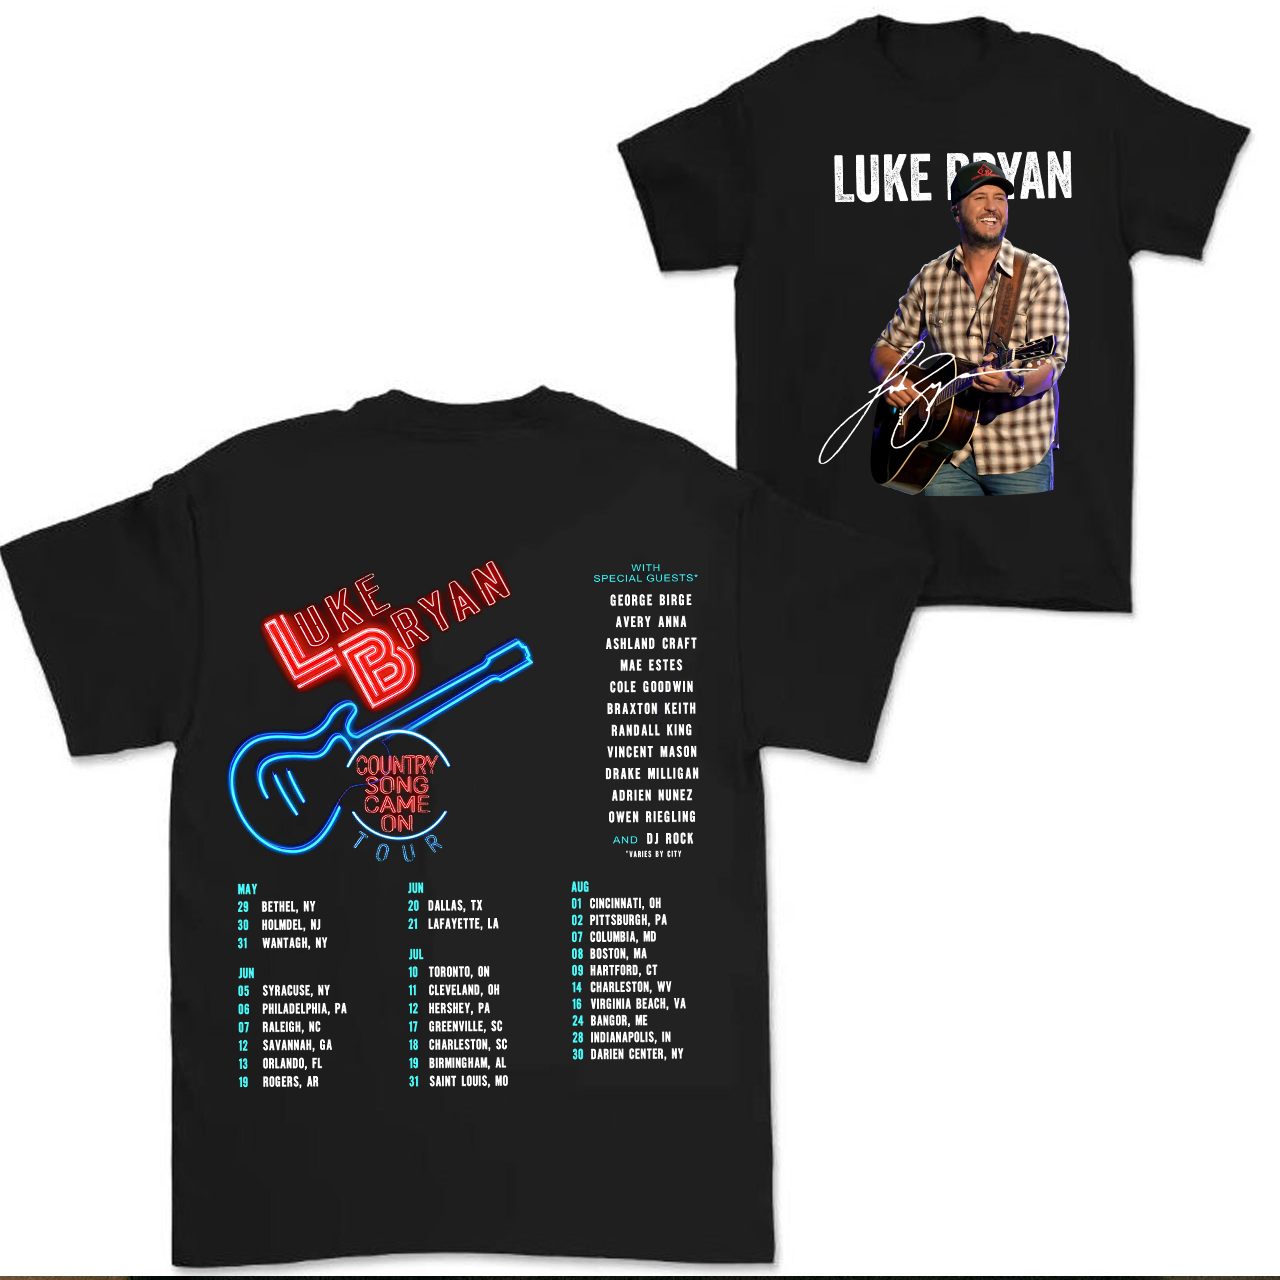 LUKE BRYAN
LUKE
BRYAN
COUNTRY
SONG
CAME
ON
TOUR
WITH
SPECIAL GUESTS*
GEORGE BIRGE
AVERY ANNA
ASHLAND CRAFT
MAE ESTES
COLE GOODWIN
BRAXTON KEITH
RANDALL KING
VINCENT MASON
DRAKE MILLIGAN
ADRIEN NUNEZ
OWEN RIEGLING
AND DJ ROCK
*VARIES BY CITY
MAY
29 BETHEL, NY
30 HOLMDEL, NJ
31 WANTAGH, NY
JUN
05 SYRACUSE, NY
06 PHILADELPHIA, PA
07 RALEIGH, NC
12 SAVANNAH, GA
13 ORLANDO, FL
19 ROGERS, AR
JUN
20 DALLAS, TX
21 LAFAYETTE, LA
JUL
10 TORONTO, ON
11 CLEVELAND, OH
12 HERSHEY, PA
17 GREENVILLE, SC
18 CHARLESTON, SC
19 BIRMINGHAM, AL
31 SAINT LOUIS, MO
AUG
01 CINCINNATI, OH
02 PITTSBURGH, PA
07 COLUMBIA, MD
08 BOSTON, MA
09 HARTFORD, CT
14 CHARLESTON, WV
16 VIRGINIA BEACH, VA
24 BANGOR, ME
28 INDIANAPOLIS, IN
30 DARIEN CENTER, NY